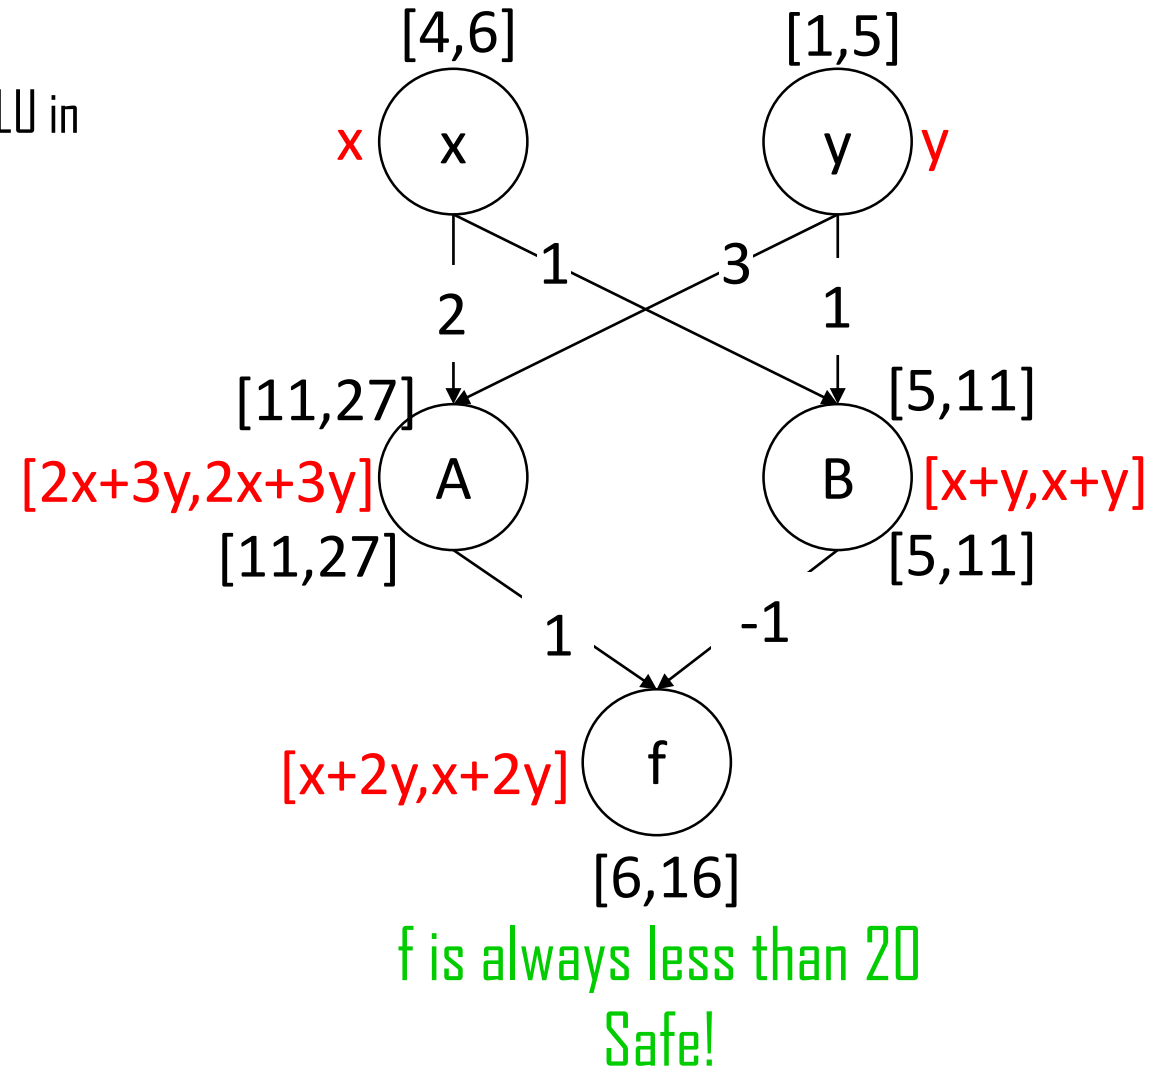 [4,6] [1,5]
LU in
x x y y
1 3
2 1
[11,27] [5,11]
[2x+3y,2x+3y] A B [x+y,x+y]
[11,27] [5,11]
1 -1
[x+2y,x+2y] f
[6,16]
f is always less than 20
Safe!